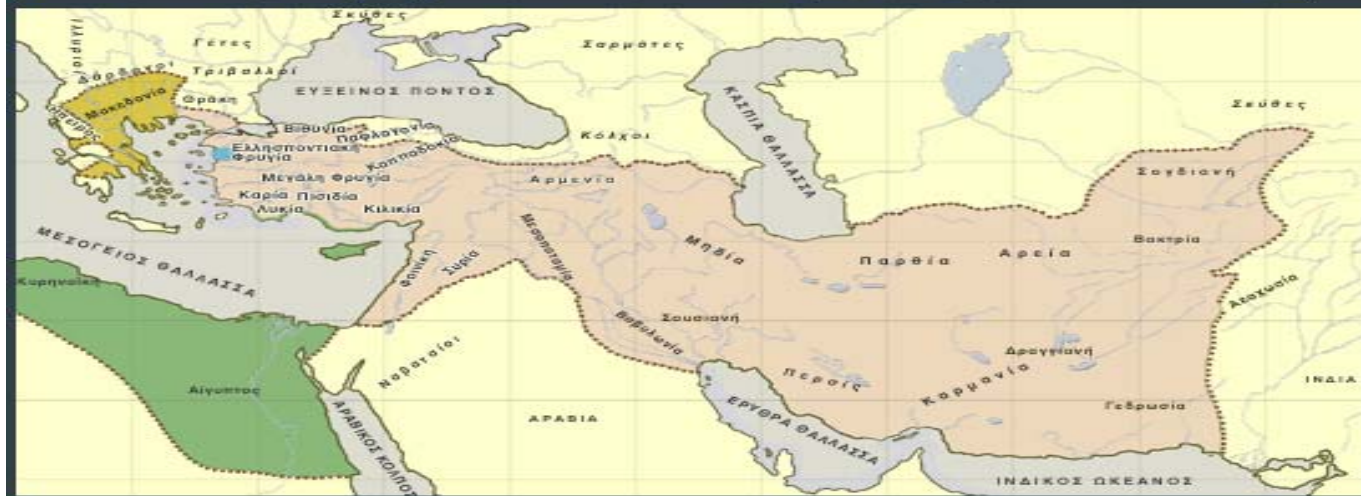 Σκύθες
Ιλλυριοί
Γέτες
Σαρμάτες
Δάρδανοι
Τριβαλλοί
Μακεδονία
Θράκη
ΕΥΞΕΙΝΟΣ ΠΟΝΤΟΣ
ΚΑΣΠΙΑ ΘΑΛΑΣΣΑ
Σκύθες
Ήπειρος
Βιθυνία
Παφλαγονία
Κόλχοι
Ελλησποντιακή
Φρυγία
Καππαδοκία
Μεγάλη Φρυγία
Αρμενία
Σογδιανή
Καρία
Πισιδία
Λυκία
Κιλικία
ΜΕΣΟΓΕΙΟΣ ΘΑΛΑΣΣΑ
Μεσοποταμία
Μηδία
Παρθία
Αρεία
Βακτρία
Φοινίκη
Συρία
Κυρηναϊκή
Αραχωσία
Βαβυλωνία
Σουσιανή
Δραγγιανή
Ναβαταίοι
Περσίς
Καρμανία
ΙΝΔΙΑ
Αίγυπτος
Γεδρωσία
ΑΡΑΒΙΑ
ΕΡΥΘΡΑ ΘΑΛΑΣΣΑ
ΑΡΑΒΙΚΟΣ ΚΟΛΠΟΣ
ΙΝΔΙΚΟΣ ΩΚΕΑΝΟΣ